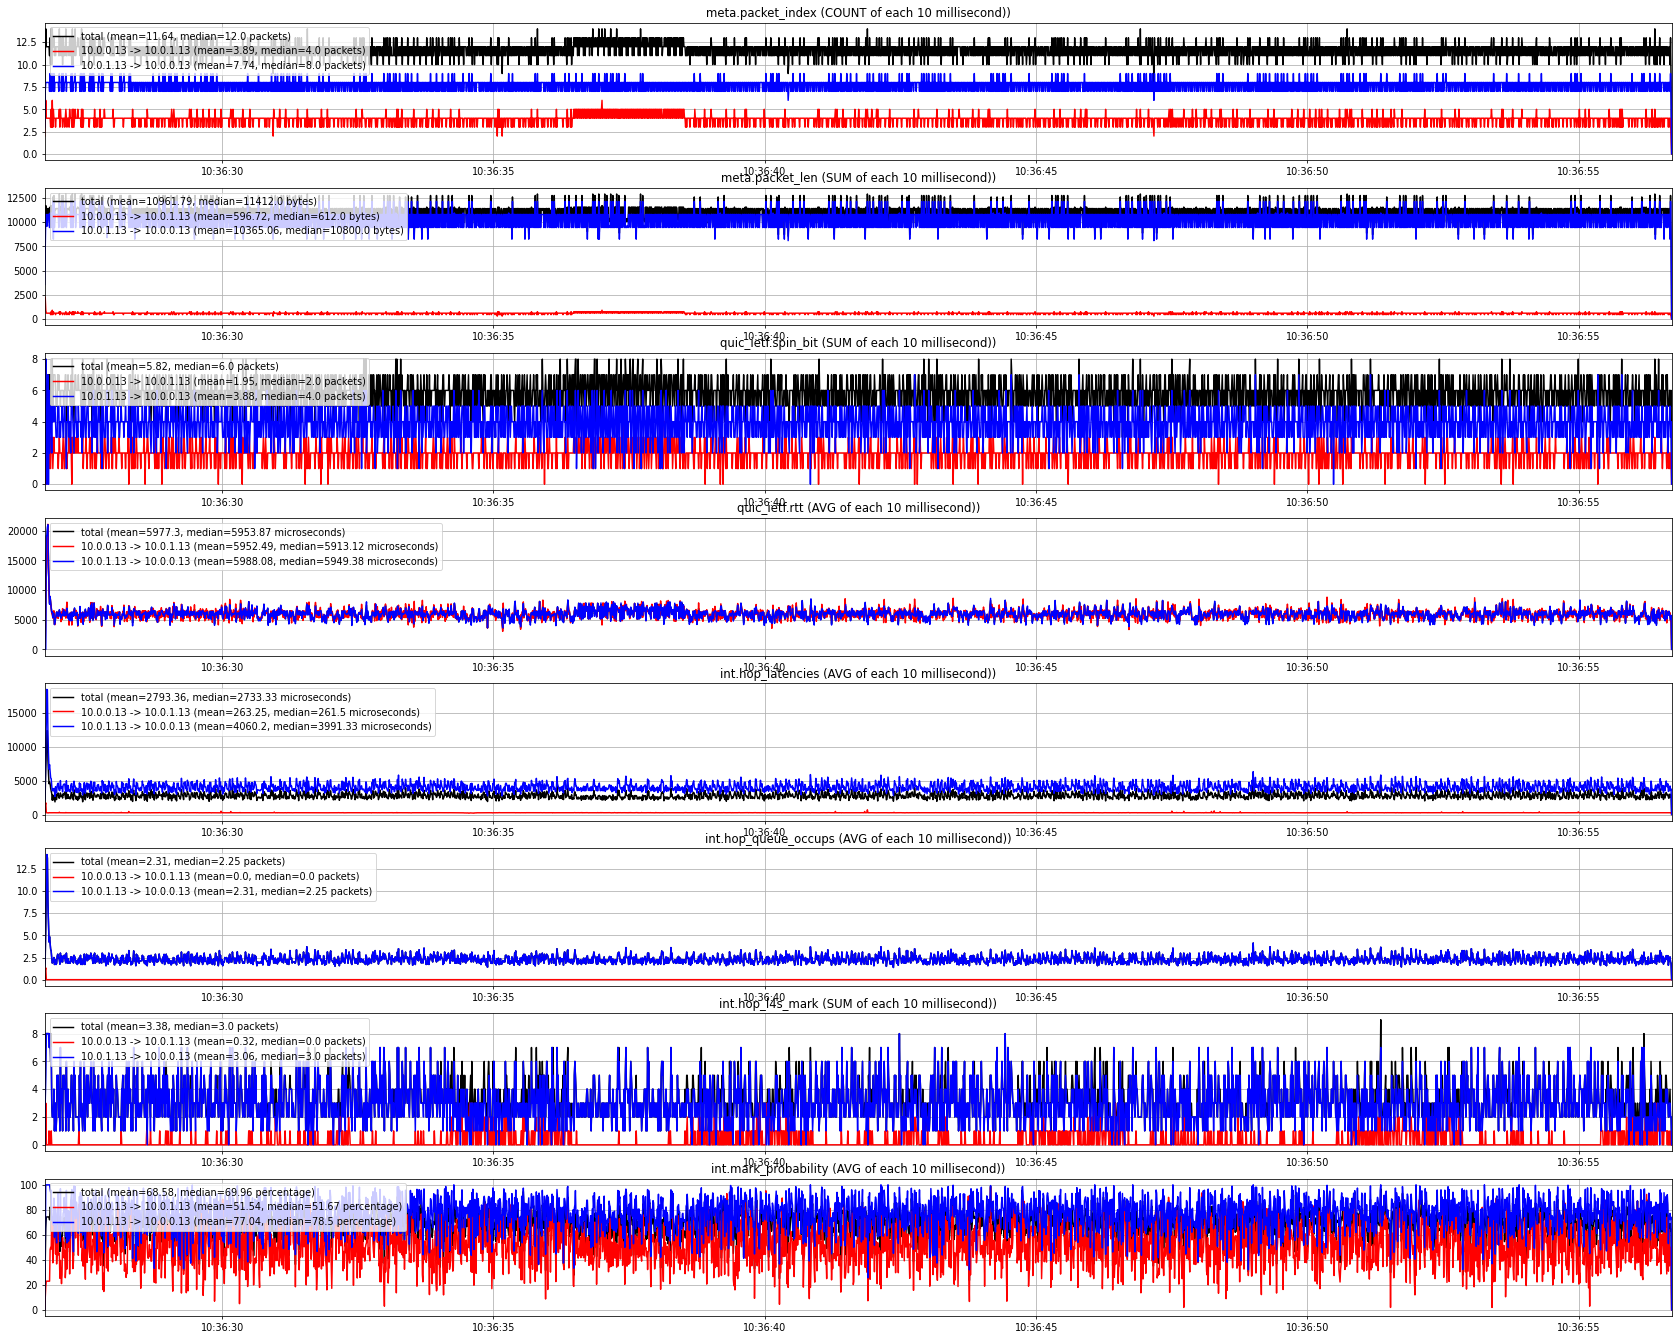 meta.packet_index (COUNT of each 10 millisecond))
total (mean=11.64, median=12.0 packets)
10.0.0.13 -> 10.0.1.13 (mean=3.89, median=4.0 packets)
10.0.1.13 -> 10.0.0.13 (mean=7.74, median=8.0 packets)
12.5
10.0
7.5
5.0
2.5
0.0
10:36:30 10:36:35 10:36:40 10:36:45 10:36:50 10:36:55
meta.packet_len (SUM of each 10 millisecond))
total (mean=10961.79, median=11412.0 bytes)
10.0.0.13 -> 10.0.1.13 (mean=596.72, median=612.0 bytes)
10.0.1.13 -> 10.0.0.13 (mean=10365.06, median=10800.0 bytes)
12500
10000
7500
5000
2500
0
10:36:30 10:36:35 10:36:40 10:36:45 10:36:50 10:36:55
quic_ietf.spin_bit (SUM of each 10 millisecond))
total (mean=5.82, median=6.0 packets)
10.0.0.13 -> 10.0.1.13 (mean=1.95, median=2.0 packets)
10.0.1.13 -> 10.0.0.13 (mean=3.88, median=4.0 packets)
8
6
4
2
0
10:36:30 10:36:35 10:36:40 10:36:45 10:36:50 10:36:55
quic_ietf.rtt (AVG of each 10 millisecond))
total (mean=5977.3, median=5953.87 microseconds)
10.0.0.13 -> 10.0.1.13 (mean=5952.49, median=5913.12 microseconds)
10.0.1.13 -> 10.0.0.13 (mean=5988.08, median=5949.38 microseconds)
20000
15000
10000
5000
0
10:36:30 10:36:35 10:36:40 10:36:45 10:36:50 10:36:55
int.hop_latencies (AVG of each 10 millisecond))
total (mean=2793.36, median=2733.33 microseconds)
10.0.0.13 -> 10.0.1.13 (mean=263.25, median=261.5 microseconds)
10.0.1.13 -> 10.0.0.13 (mean=4060.2, median=3991.33 microseconds)
15000
10000
5000
0
10:36:30 10:36:35 10:36:40 10:36:45 10:36:50 10:36:55
int.hop_queue_occups (AVG of each 10 millisecond))
total (mean=2.31, median=2.25 packets)
10.0.0.13 -> 10.0.1.13 (mean=0.0, median=0.0 packets)
10.0.1.13 -> 10.0.0.13 (mean=2.31, median=2.25 packets)
12.5
10.0
7.5
5.0
2.5
0.0
10:36:30 10:36:35 10:36:40 10:36:45 10:36:50 10:36:55
int.hop_l4s_mark (SUM of each 10 millisecond))
total (mean=3.38, median=3.0 packets)
10.0.0.13 -> 10.0.1.13 (mean=0.32, median=0.0 packets)
10.0.1.13 -> 10.0.0.13 (mean=3.06, median=3.0 packets)
8
6
4
2
0
10:36:30 10:36:35 10:36:40 10:36:45 10:36:50 10:36:55
int.mark_probability (AVG of each 10 millisecond))
total (mean=68.58, median=69.96 percentage)
10.0.0.13 -> 10.0.1.13 (mean=51.54, median=51.67 percentage)
10.0.1.13 -> 10.0.0.13 (mean=77.04, median=78.5 percentage)
100
80
60
40
20
0
10:36:30 10:36:35 10:36:40 10:36:45 10:36:50 10:36:55